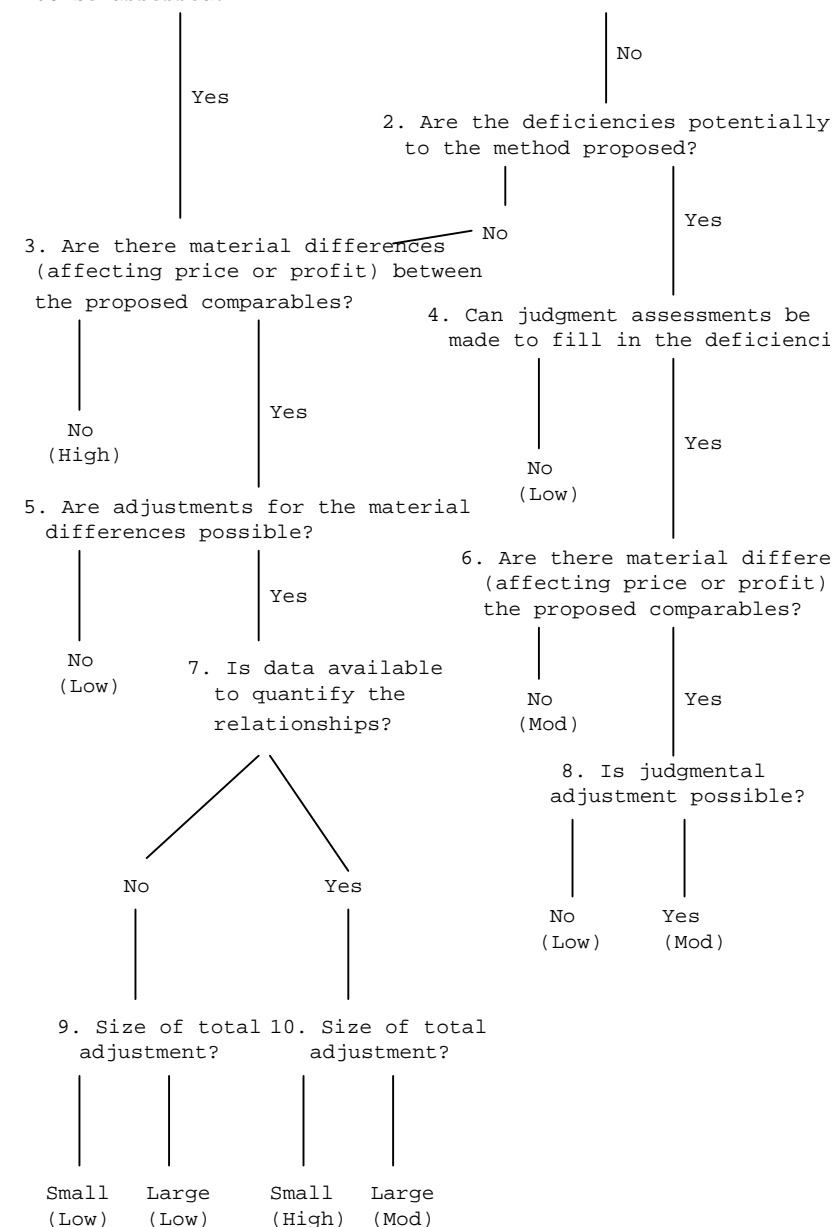 No
Yes
2. Are the deficiencies potentially
to the method proposed?
No
Yes
3. Are there material differences
(affecting price or profit) between
the proposed comparables?
4. Can judgment assessments be
made to fill in the
Yes
No
(High)
Yes
No
(Low)
5. Are adjustments for the material
differences possible?
6. Are there material
(affecting price or profit)
the proposed comparables?
Yes
No
(Low)
7. Is data available
to quantify the
relationships?
No
(Mod)
Yes
8. Is judgmental
adjustment possible?
No
Yes
No
(Low)
Yes
(Mod)
9. Size of total
adjustment?
10. Size of total
adjustment?
Small
(Low)
Large
(Low)
Small
(High)
Large
(Mod)